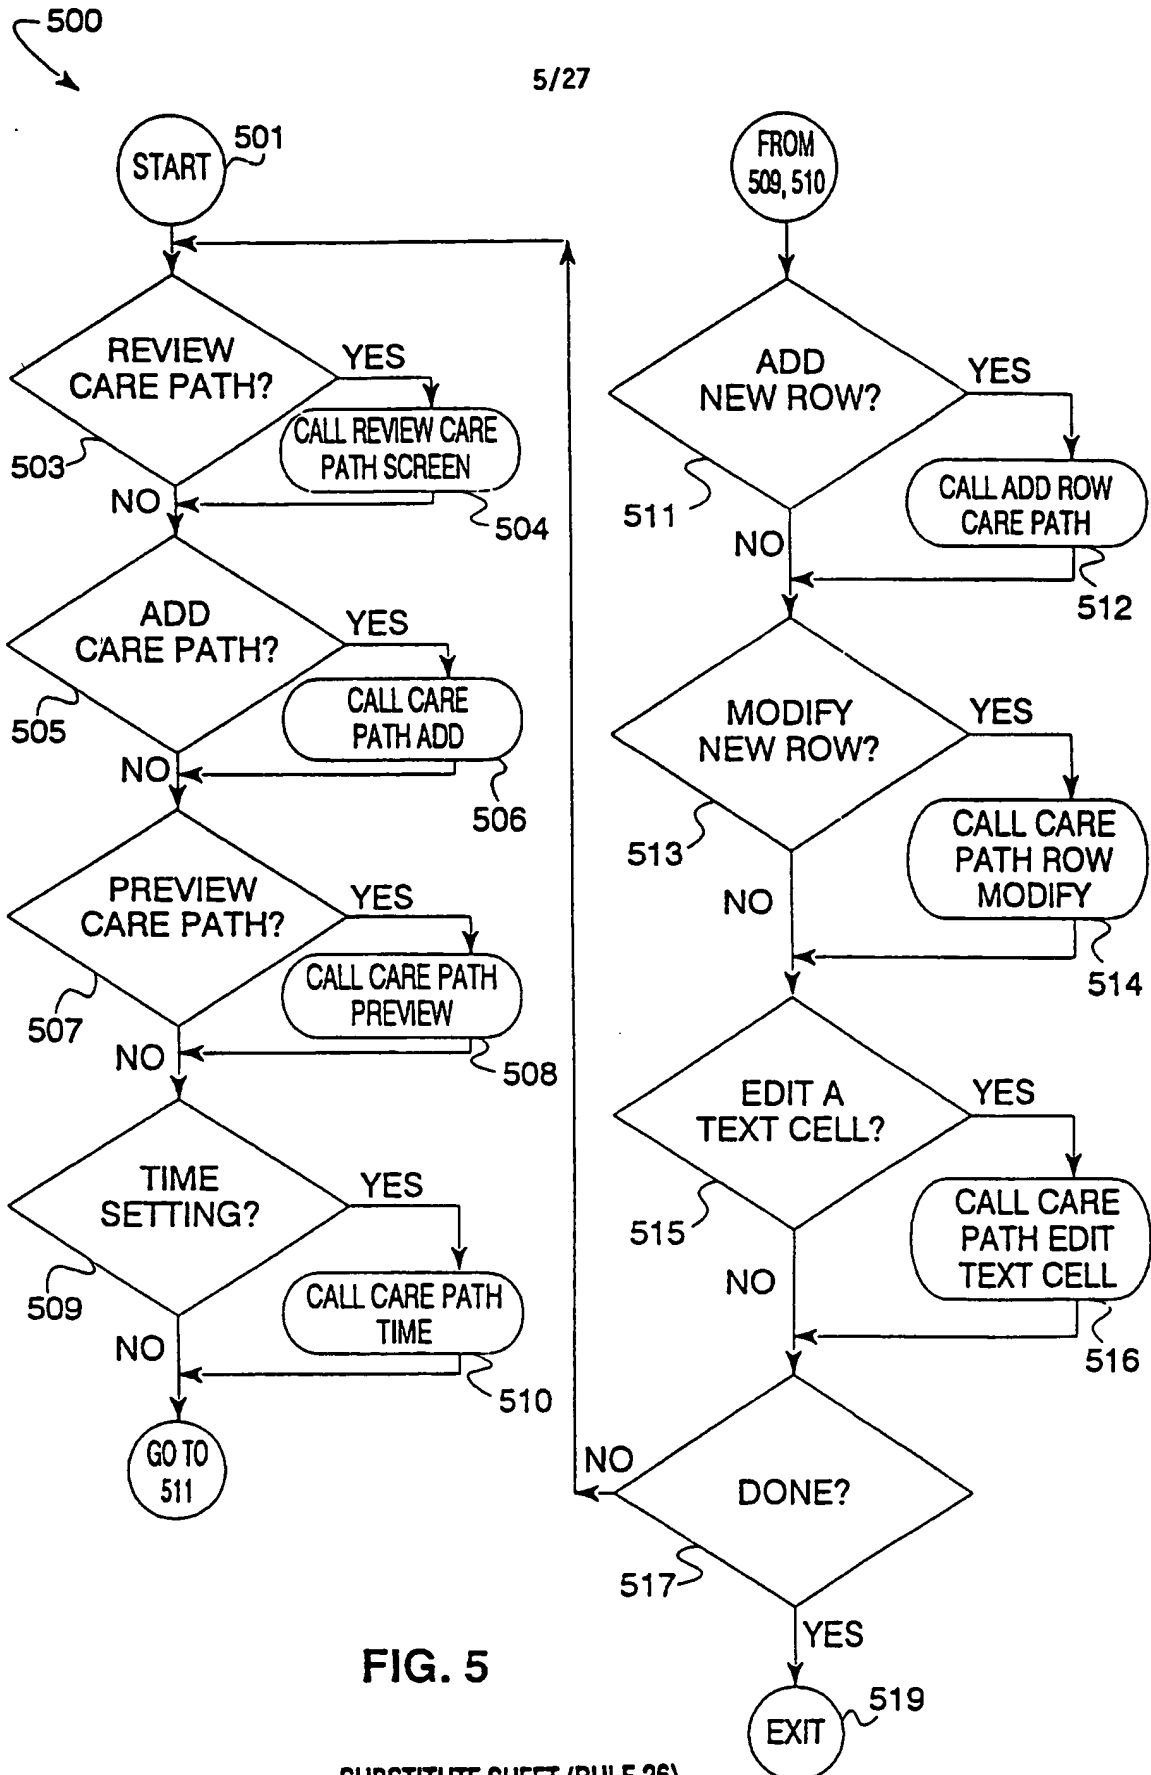 500
5/27
START
501
REVIEW
CARE PATH?
YES
503
CALL REVIEW CARE
PATH SCREEN
NO
504
ADD
CARE PATH?
YES
505
CALL CARE
PATH ADD
NO
506
PREVIEW
CARE PATH?
YES
507
CALL CARE PATH
PREVIEW
NO
508
TIME
SETTING?
YES
509
CALL CARE PATH
TIME
NO
510
GO TO
511
FROM
509, 510
ADD
NEW ROW?
YES
511
CALL ADD ROW
CARE PATH
NO
512
MODIFY
NEW ROW?
YES
513
CALL CARE
PATH ROW
MODIFY
NO
514
EDIT A
TEXT CELL?
YES
515
CALL CARE
PATH EDIT
TEXT CELL
NO
516
NO
DONE?
517
YES
EXIT
519
FIG. 5
SUBSTITUTE SHEET (RULE 26)